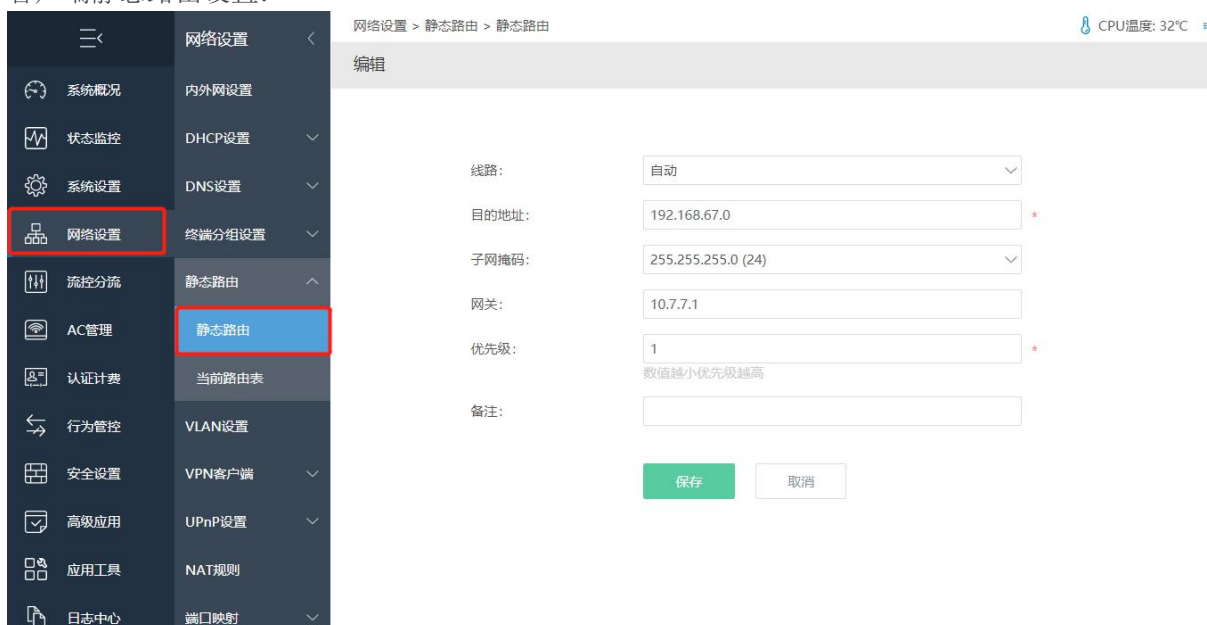 客户端静态路由设置:
网络设置
网络设置 > 静态路由 > 静态路由
CPU温度: 32℃
编辑
系统概况
状态监控
系统设置
网络设置
流控分流
AC管理
认证计费
行为管控
安全设置
高级应用
应用工具
日志中心
内外网设置
DHCP设置
DNS设置
终端分组设置
静态路由
静态路由
当前路由表
VLAN设置
VPN客户端
UPnP设置
NAT规则
端口映射
线路: 自动
目的地址: 192.168.67.0 *
子网掩码: 255.255.255.0 (24)
网关: 10.7.7.1
优先级: 1 *
数值越小优先级越高
备注:
保存 取消